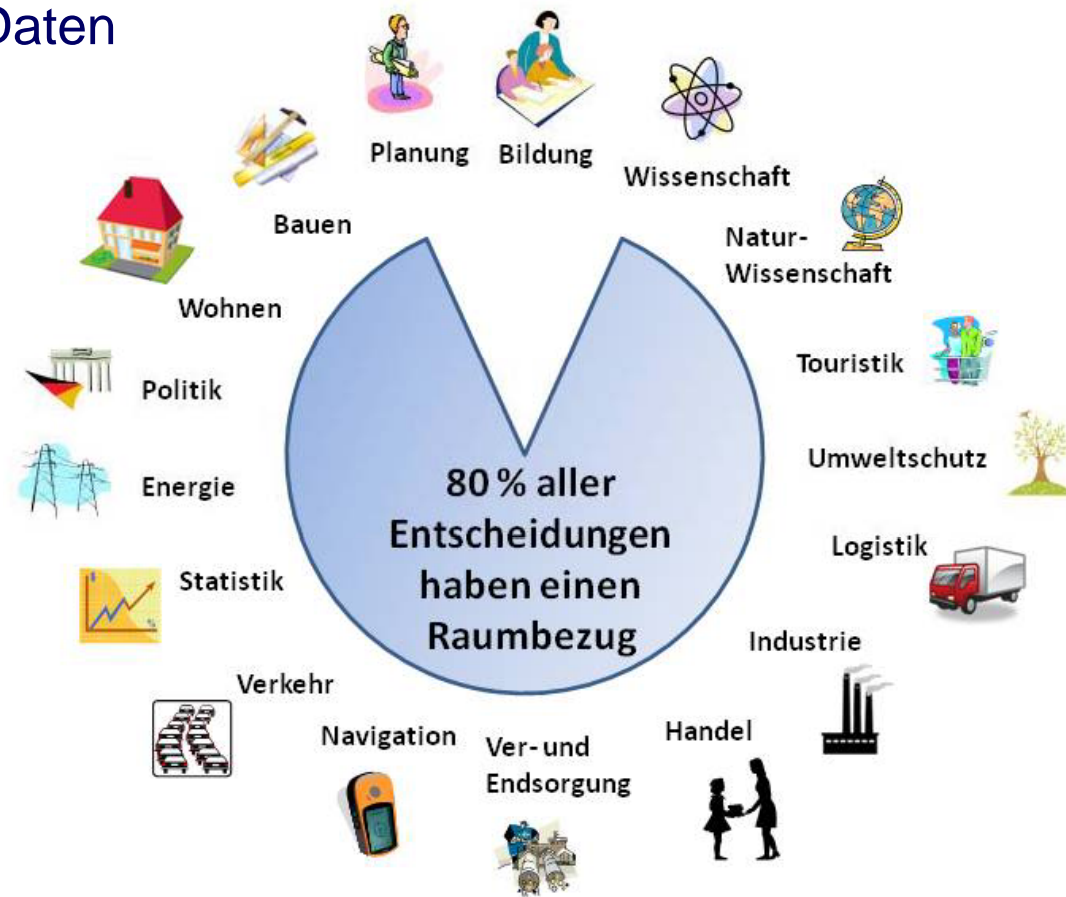 Daten
Planung
Bildung
Wissenschaft
Bauen
Natur-
Wissenschaft
Wohnen
Touristik
Politik
Umweltschutz
Energie
80 % aller
Entscheidungen
haben einen
Raumbezug
Logistik
Statistik
Industrie
Verkehr
Navigation
Ver- und
Endsorgung
Handel